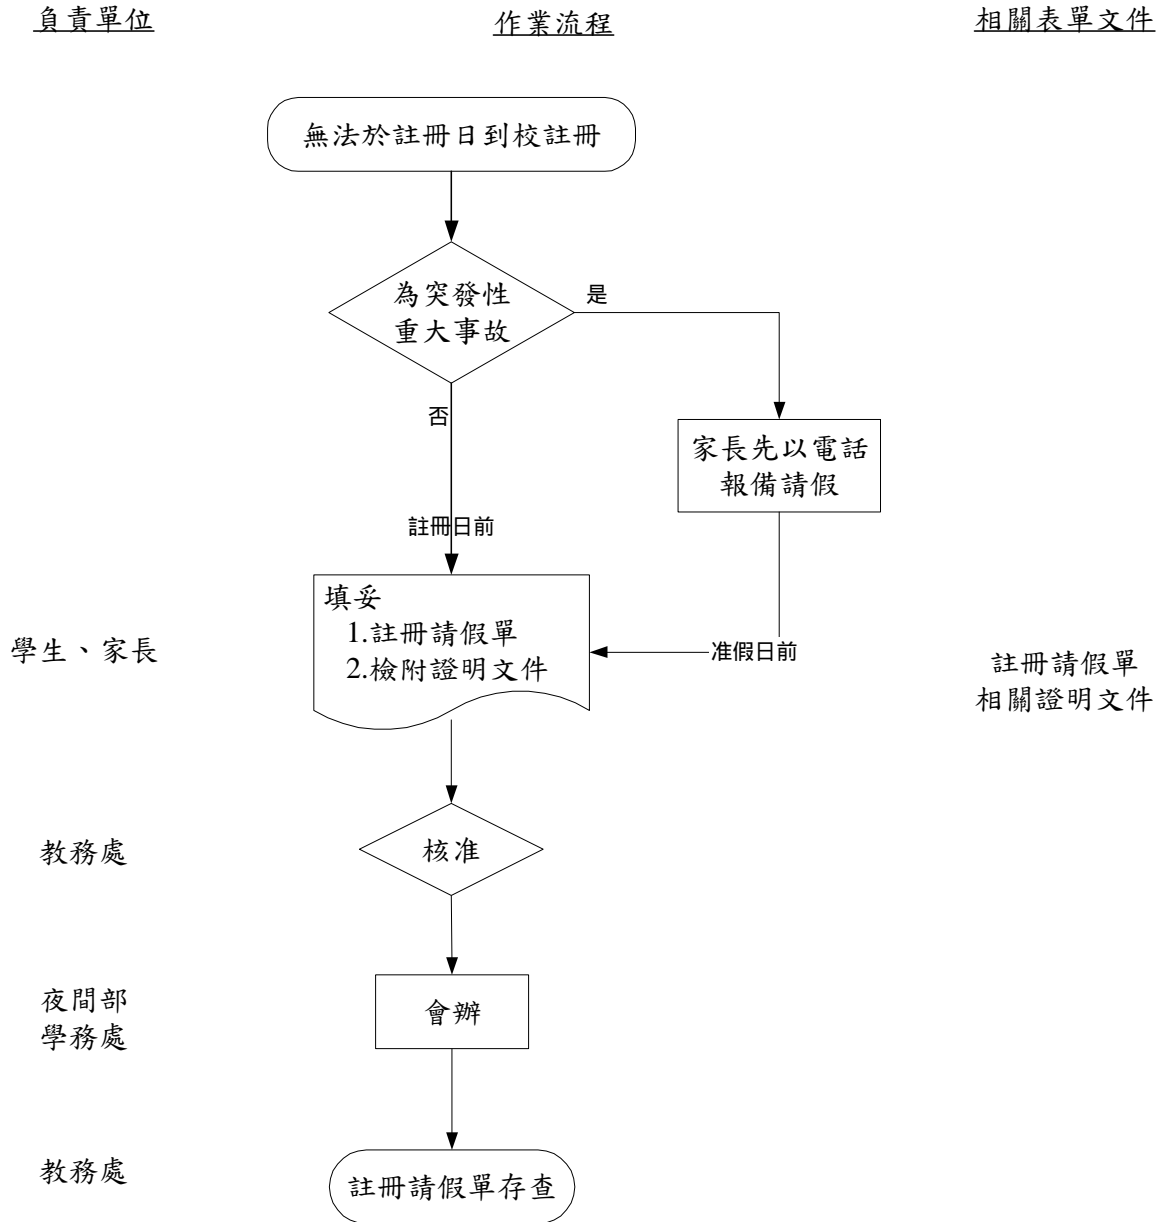 負責單位
作業流程
相關表單文件
無法於註冊日到校註冊
為突發性
重大事故
是
否
家長先以電話
報備請假
註冊日前
填妥
1.註冊請假單
2.檢附證明文件
准假日前
學生、家長
註冊請假單
相關證明文件
教務處
核准
夜間部
學務處
會辦
教務處
註冊請假單存查